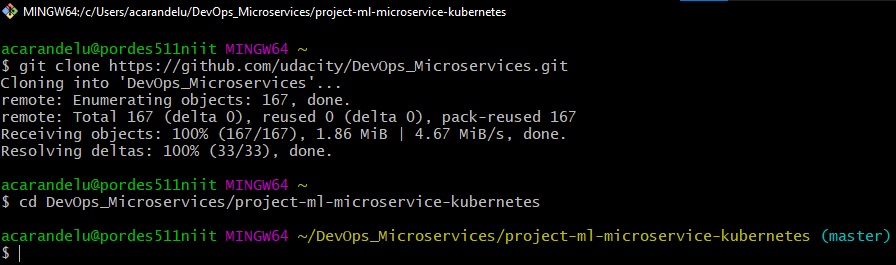 MINGW64:/c/Users/acarandelu/DevOps_Microservices/project-ml-microservice-kubernetes
acarandelu@pordes511niit MINGW64 ~
$ git clone https://github.com/udacity/DevOps_Microservices.git
Cloning into 'DevOps_Microservices'...
remote: Enumerating objects: 167, done.
remote: Total 167 (delta 0), reused 0 (delta 0), pack-reused 167
Receiving objects: 100% (167/167), 1.86 MiB | 4.67 MiB/s, done.
Resolving deltas: 100% (33/33), done.
acarandelu@pordes511niit MINGW64 ~
$ cd DevOps_Microservices/project-ml-microservice-kubernetes
acarandelu@pordes511niit MINGW64 ~/DevOps_Microservices/project-ml-microservice-kubernetes (master)
$